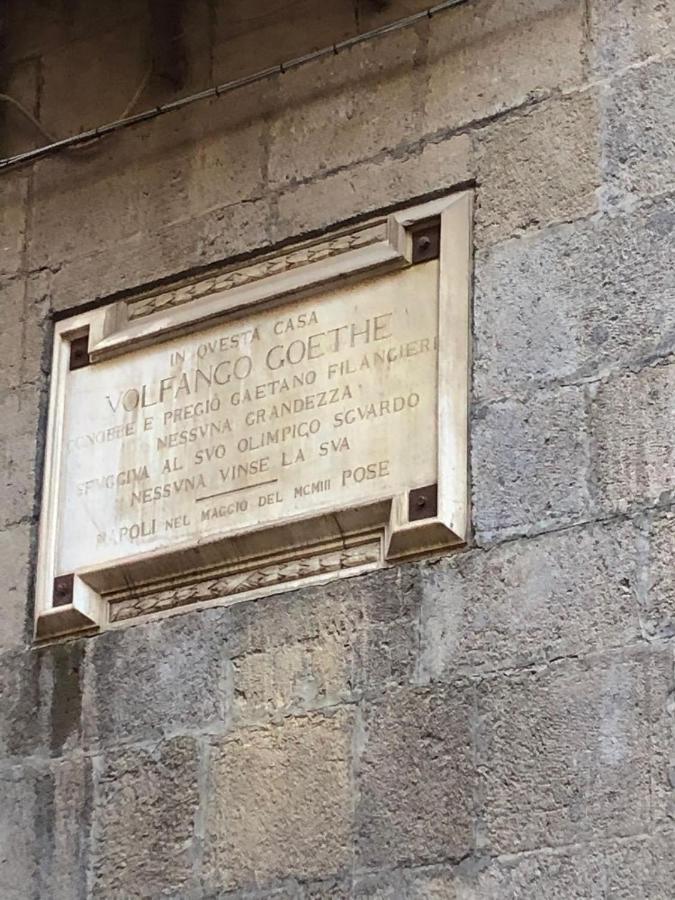 IN QVESTA CASA
VOLFANGO GOETHE
CONOBBE E PREGIÒ GAETANO FILANGIERI
NESSVNA GRANDEZZA
SFVGGIVA AL SVO OLIMPICO SGVARDO
NESSVNA VINSE LA SVA
NAPOLI NEL MAGGIO DEL MCMIII POSE